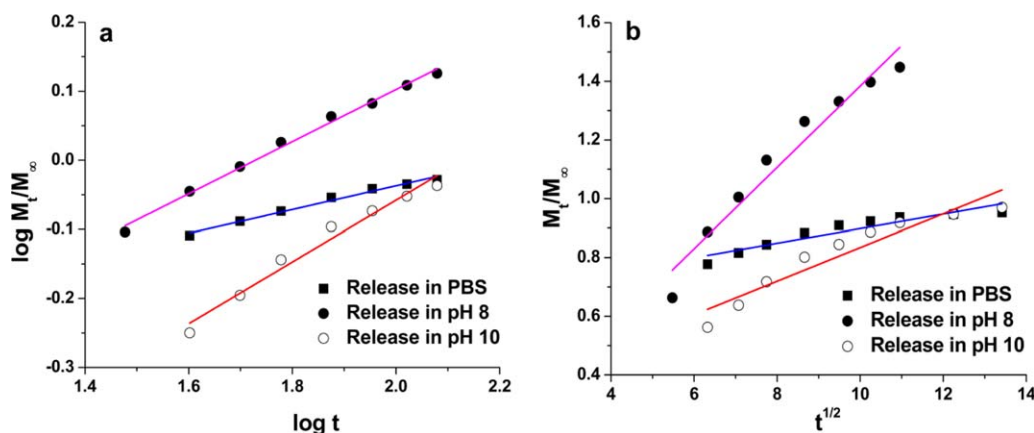 a
log Mt/M∞
0.2
0.1
0.0
-0.1
-0.2
-0.3
1.4 1.6 1.8 2.0 2.2
log t
Release in PBS
Release in pH 8
Release in pH 10
b
Mt/M∞
1.6
1.4
1.2
1.0
0.8
0.6
0.4
4 6 8 10 12 14
t1/2
Release in PBS
Release in pH 8
Release in pH 10